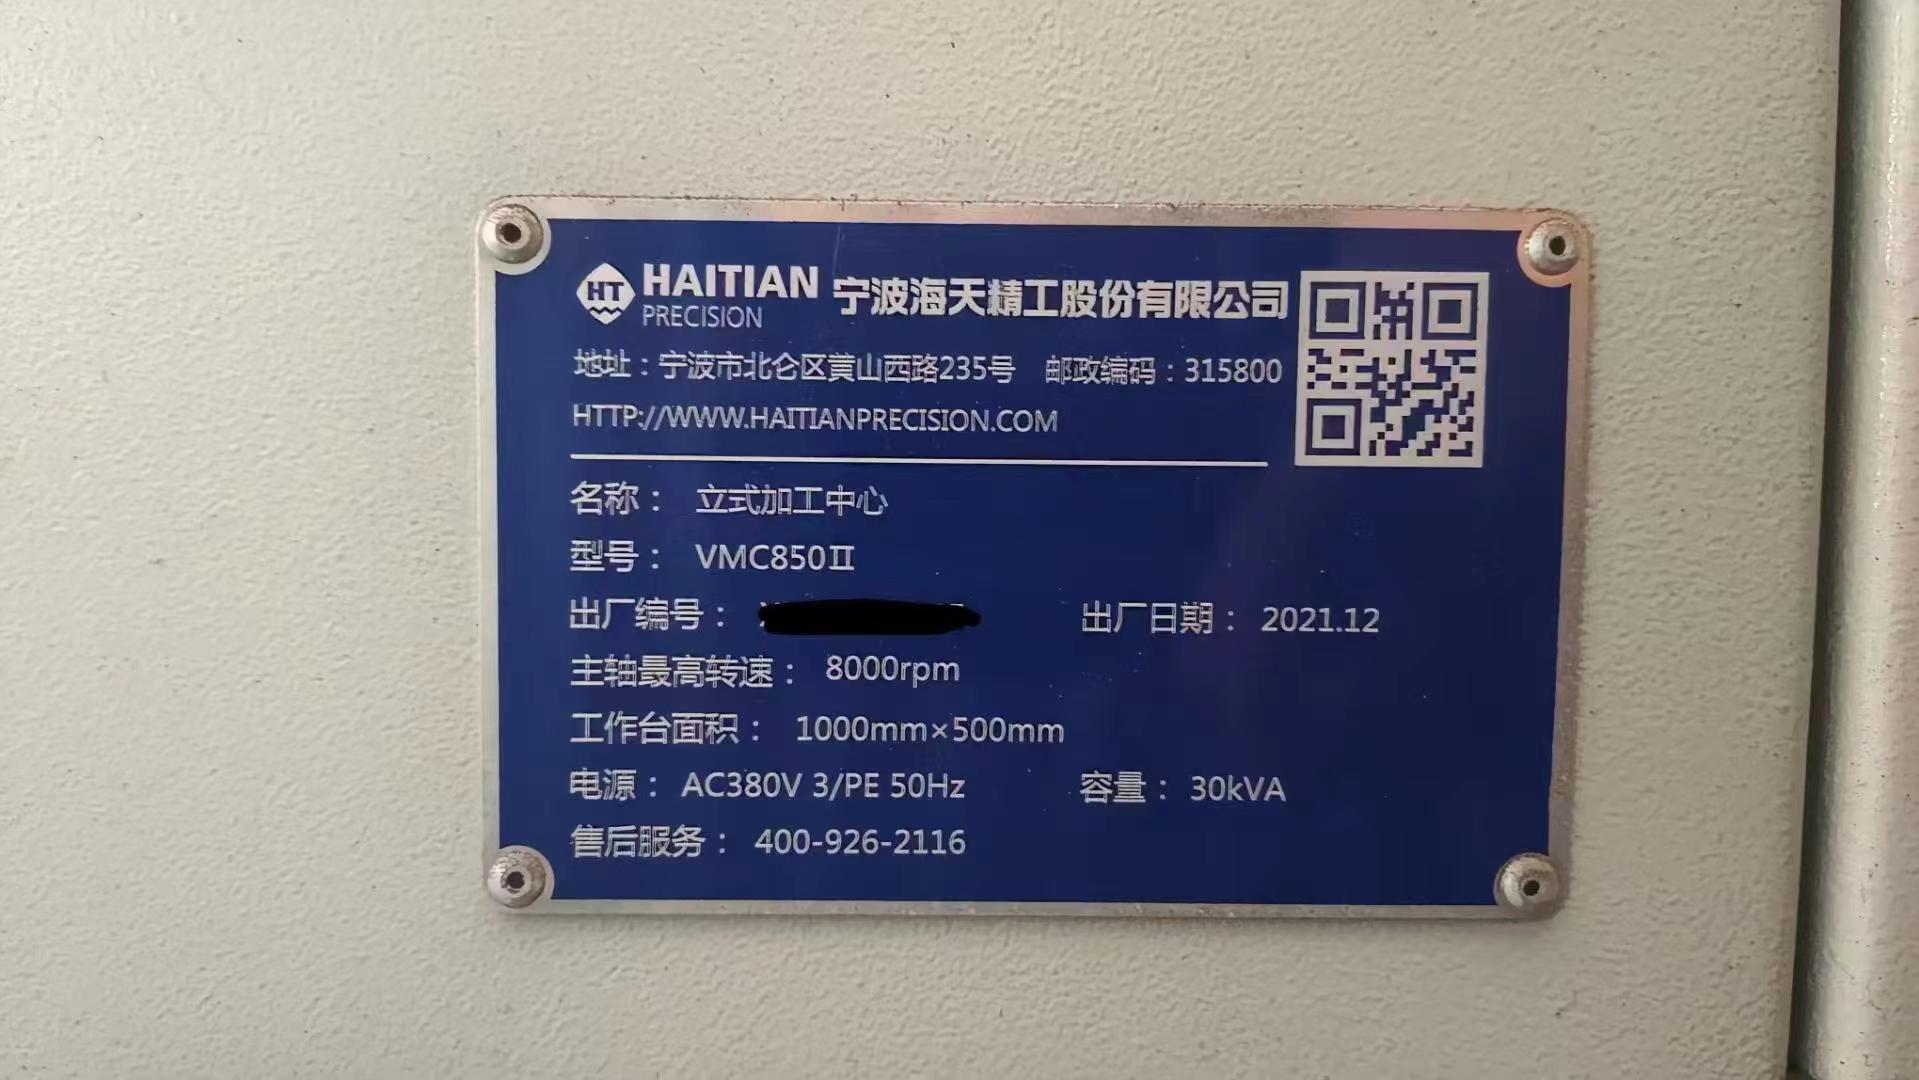 HT HAITIAN PRECISION 宁波海天精工股份有限公司
地址：宁波市北仑区黄山西路235号 邮政编码：315800
HTTP://WWW.HAITIANPRECISION.COM
名称： 立式加工中心
型号： VMC850Ⅱ
出厂编号： 出厂日期： 2021.12
主轴最高转速： 8000rpm
工作台面积： 1000mm×500mm
电源： AC380V 3/PE 50Hz 容量： 30kVA
售后服务： 400-926-2116